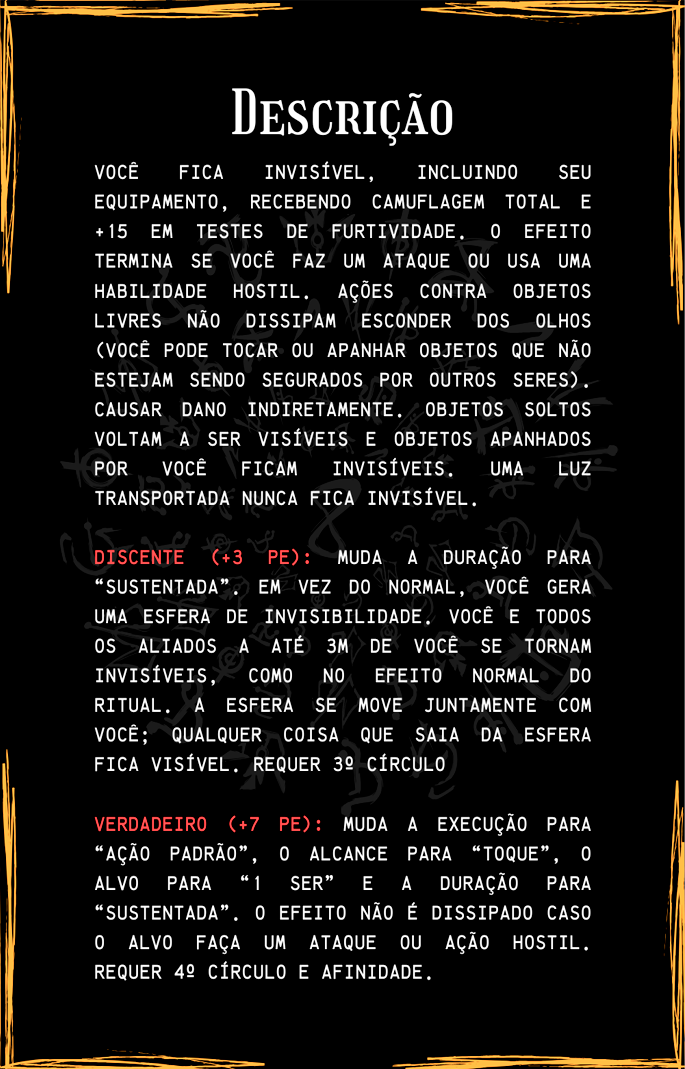 Descrição
VOCÊ FICA INVISÍVEL, INCLUINDO SEU
EQUIPAMENTO, RECEBENDO CAMUFLAGEM TOTAL E
+15 EM TESTES DE FURTIVIDADE. O EFEITO
TERMINA SE VOCÊ FAZ UM ATAQUE OU USA UMA
HABILIDADE HOSTIL. AÇÕES CONTRA OBJETOS
LIVRES NÃO DISSIPAM ESCONDER DOS OLHOS
(VOCÊ PODE TOCAR OU APANHAR OBJETOS QUE NÃO
ESTEJAM SENDO SEGURADOS POR OUTROS SERES).
CAUSAR DANO INDIRETAMENTE. OBJETOS SOLTOS
VOLTAM A SER VISÍVEIS E OBJETOS APANHADOS
POR VOCÊ FICAM INVISÍVEIS. UMA LUZ
TRANSPORTADA NUNCA FICA INVISÍVEL.
DISCENTE (+3 PE): MUDA A DURAÇÃO PARA
“SUSTENTADA”. EM VEZ DO NORMAL, VOCÊ GERA
UMA ESFERA DE INVISIBILIDADE. VOCÊ E TODOS
OS ALIADOS A ATÉ 3M DE VOCÊ SE TORNAM
INVISÍVEIS, COMO NO EFEITO NORMAL DO
RITUAL. A ESFERA SE MOVE JUNTAMENTE COM
VOCÊ; QUALQUER COISA QUE SAIA DA ESFERA
FICA VISÍVEL. REQUER 3º CÍRCULO
VERDADEIRO (+7 PE): MUDA A EXECUÇÃO PARA
“AÇÃO PADRÃO”, O ALCANCE PARA “TOQUE”, O
ALVO PARA “1 SER” E A DURAÇÃO PARA
“SUSTENTADA”. O EFEITO NÃO É DISSIPADO CASO
O ALVO FAÇA UM ATAQUE OU AÇÃO HOSTIL.
REQUER 4º CÍRCULO E AFINIDADE.